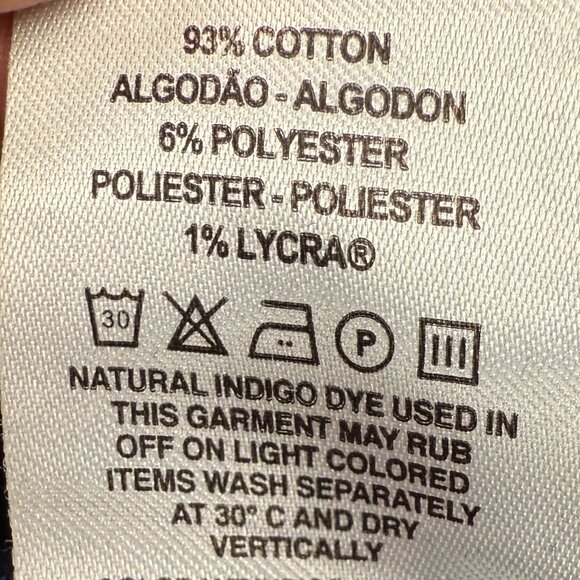 93% COTTON
ALGODÃO - ALGODON
6% POLYESTER
POLIESTER - POLIESTER
1% LYCRA®
30 P
NATURAL INDIGO DYE USED IN
THIS GARMENT MAY RUB
OFF ON LIGHT COLORED
ITEMS WASH SEPARATELY
AT 30° C AND DRY
VERTICALLY